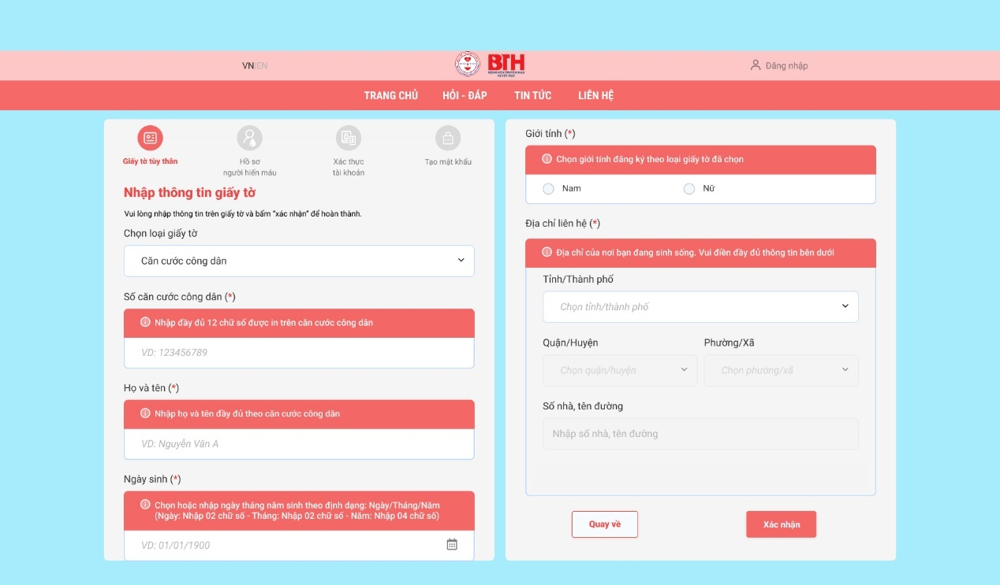 VN|EN
BTH
BỆNH VIỆN TRUYỀN MÁU
HUYẾT HỌC
Đăng nhập
TRANG CHỦ HỎI - ĐÁP TIN TỨC LIÊN HỆ
Giấy tờ tùy thân
Hồ sơ
người hiến máu
Xác thực
tài khoản
Tạo mật khẩu
Nhập thông tin giấy tờ
Vui lòng nhập thông tin trên giấy tờ và bấm “xác nhận” để hoàn thành.
Chọn loại giấy tờ
Căn cước công dân
Số căn cước công dân (*)
Nhập đầy đủ 12 chữ số được in trên căn cước công dân
VD: 123456789
Họ và tên (*)
Nhập họ và tên đầy đủ theo căn cước công dân
VD: Nguyễn Văn A
Ngày sinh (*)
Chọn hoặc nhập ngày tháng năm sinh theo định dạng: Ngày/Tháng/Năm
(Ngày: Nhập 02 chữ số - Tháng: Nhập 02 chữ số - Năm: Nhập 04 chữ số)
VD: 01/01/1900
Giới tính (*)
Chọn giới tính đăng ký theo loại giấy tờ đã chọn
Nam Nữ
Địa chỉ liên hệ (*)
Địa chỉ của nơi bạn đang sinh sống. Vui điền đầy đủ thông tin bên dưới
Tỉnh/Thành phố
Chọn tỉnh/thành phố
Quận/Huyện Phường/Xã
Chọn quận/huyện Chọn phường/xã
Số nhà, tên đường
Nhập số nhà, tên đường
Quay về Xác nhận